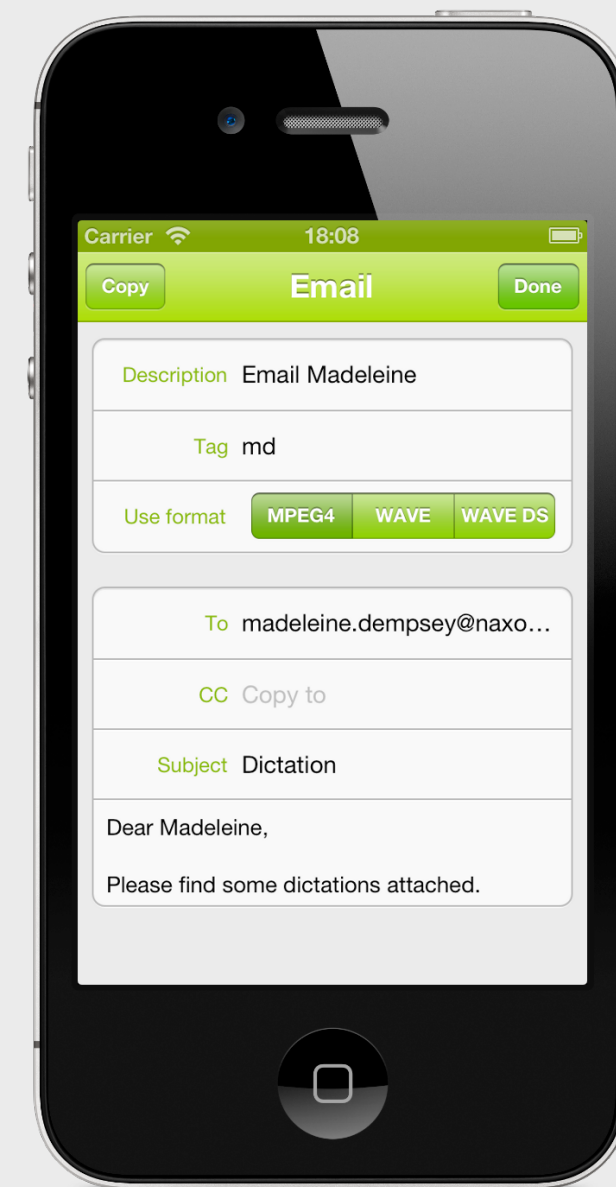 Carrier 18:08
Copy Email Done
Description Email Madeleine
Tag md
Use format MPEG4 WAVE WAVE DS
To madeleine.dempsey@naxo…
CC Copy to
Subject Dictation
Dear Madeleine,
Please find some dictations attached.